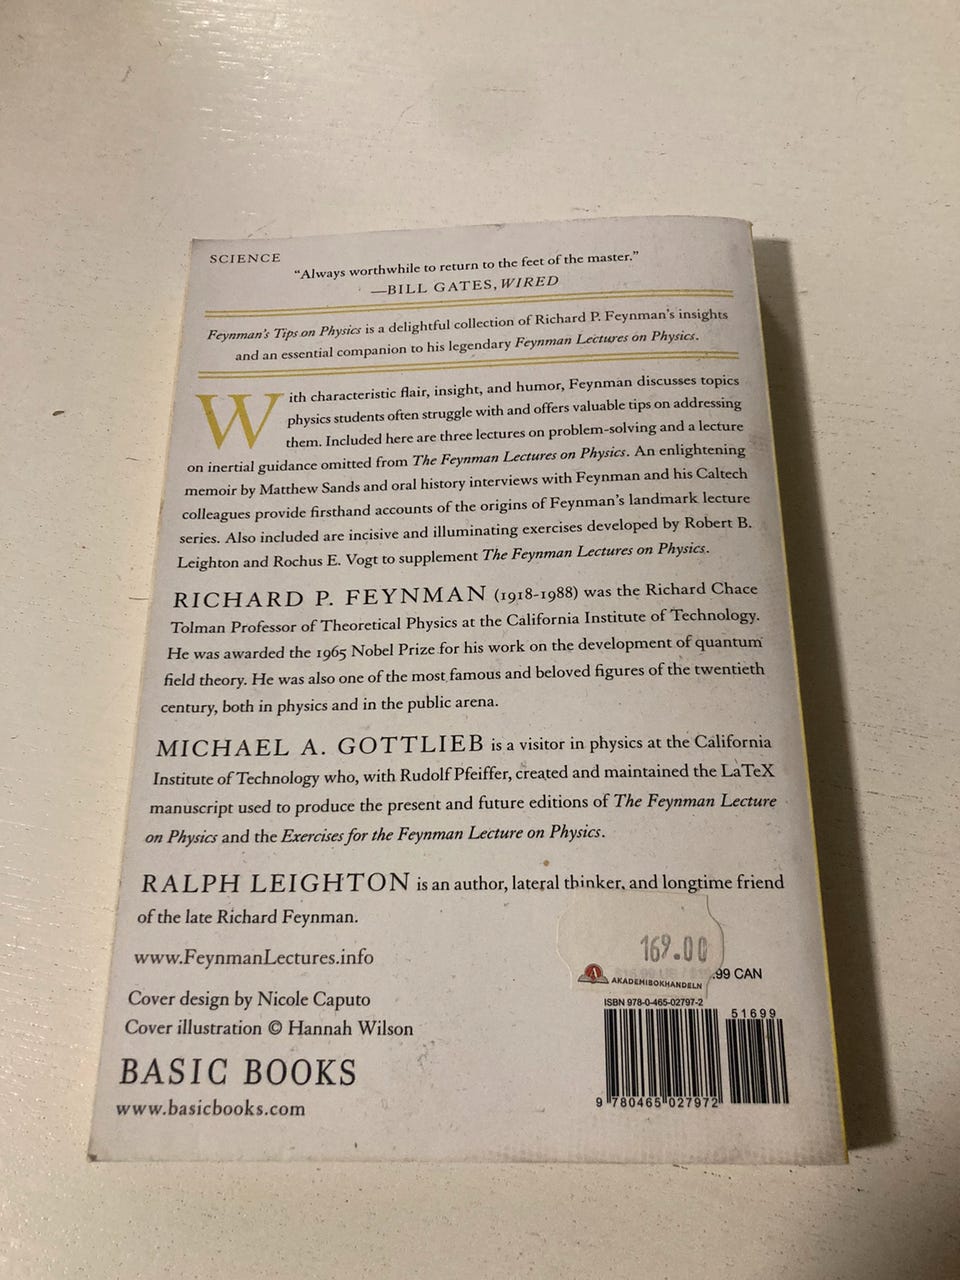 SCIENCE
“Always worthwhile to return to the feet of the master.”
—BILL GATES, WIRED
Feynman’s Tips on Physics is a delightful collection of Richard P. Feynman’s insights
and an essential companion to his legendary Feynman Lectures on Physics.
With characteristic flair, insight, and humor, Feynman discusses topics
physics students often struggle with and offers valuable tips on addressing
them. Included here are three lectures on problem-solving and a lecture
on inertial guidance omitted from The Feynman Lectures on Physics. An enlightening
memoir by Matthew Sands and oral history interviews with Feynman and his Caltech
colleagues provide firsthand accounts of the origins of Feynman’s landmark lecture
series. Also included are incisive and illuminating exercises developed by Robert B.
Leighton and Rochus E. Vogt to supplement The Feynman Lectures on Physics.
RICHARD P. FEYNMAN (1918-1988) was the Richard Chace
Tolman Professor of Theoretical Physics at the California Institute of Technology.
He was awarded the 1965 Nobel Prize for his work on the development of quantum
field theory. He was also one of the most famous and beloved figures of the twentieth
century, both in physics and in the public arena.
MICHAEL A. GOTTLIEB is a visitor in physics at the California
Institute of Technology who, with Rudolf Pfeiffer, created and maintained the LaTeX
manuscript used to produce the present and future editions of The Feynman Lecture
on Physics and the Exercises for the Feynman Lecture on Physics.
RALPH LEIGHTON is an author, lateral thinker, and longtime friend
of the late Richard Feynman.
www.FeynmanLectures.info
169.00
.99 CAN
A AKADEMIBOKHANDELN
Cover design by Nicole Caputo
Cover illustration © Hannah Wilson
ISBN 978-0-465-02797-2
51699
9 780465 027972
BASIC BOOKS
www.basicbooks.com